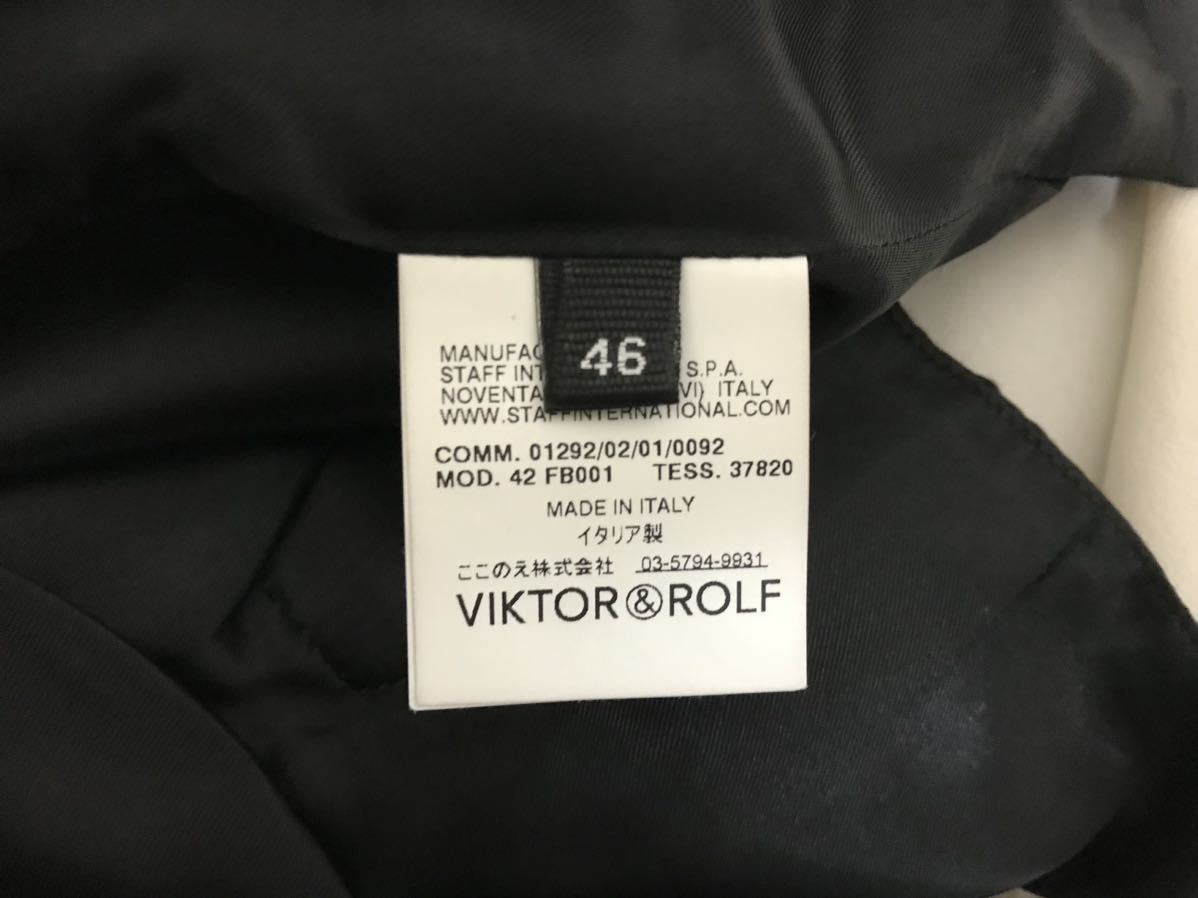 46
MANUFAC
STAFF INT S.P.A.
NOVENTA (VI) ITALY
WWW.STAFFINTERNATIONAL.COM
COMM. 01292/02/01/0092
MOD. 42 FB001 TESS. 37820
MADE IN ITALY
イタリア製
ここのえ株式会社 03-5794-9931
VIKTOR&ROLF